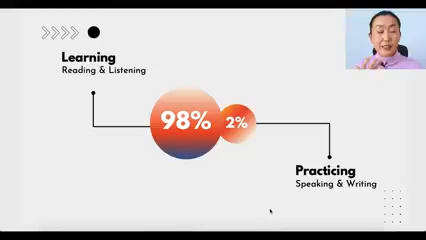 Learning
Reading & Listening
98%
2%
Practicing
Speaking & Writing